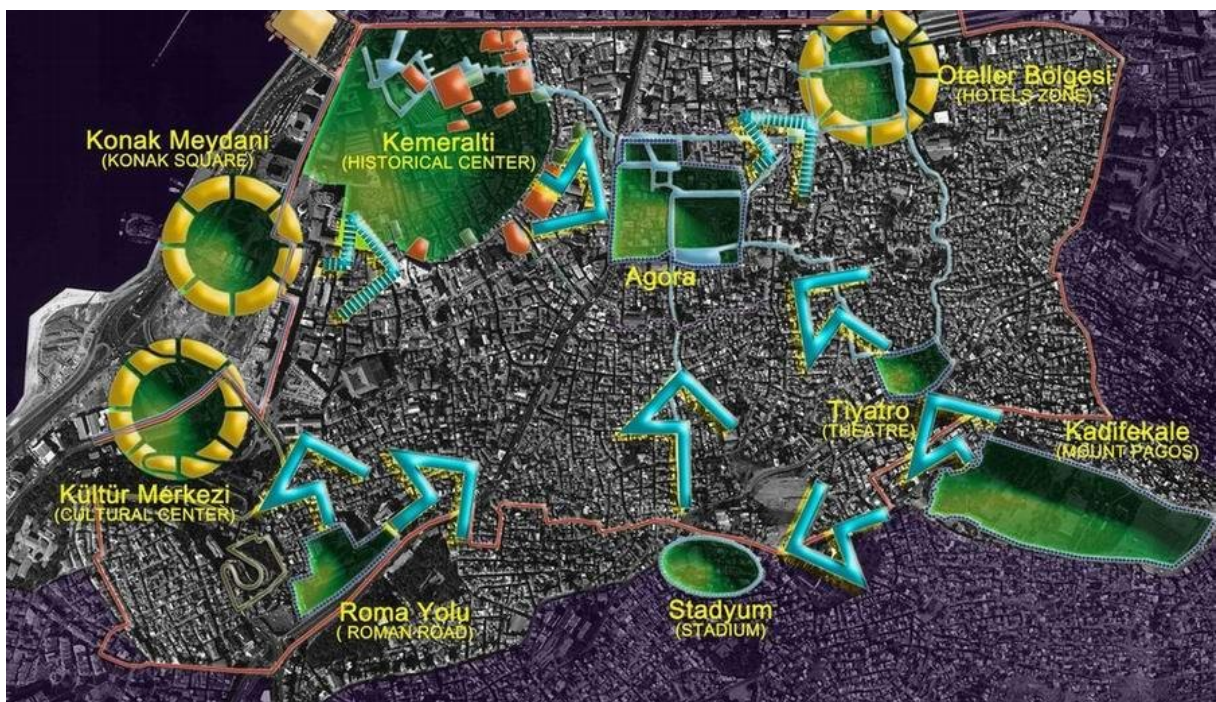 Oteller Bölgesi
(HOTELS ZONE)
Konak Meydani
(KONAK SQUARE)
Kemeralti
(HISTORICAL CENTER)
Agora
Tiyatro
(THEATRE)
Kadifekale
(MOUNT PAGOS)
Kültür Merkezi
(CULTURAL CENTER)
Roma Yolu
( ROMAN ROAD)
Stadyum
(STADIUM)